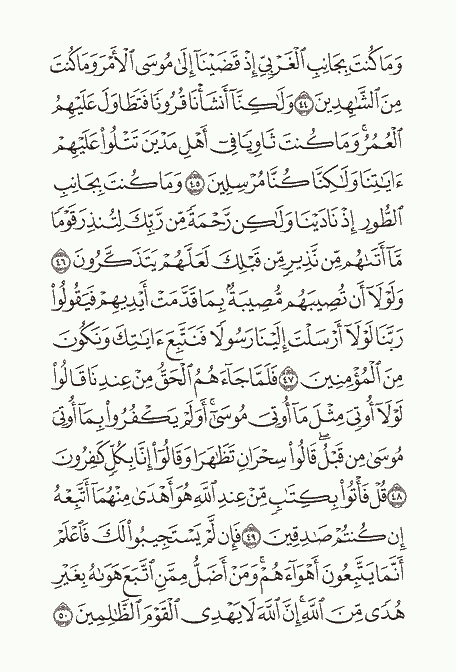 وَمَا كُنتَ بِجَانِبِ ٱلْغَرْبِيِّ إِذْ قَضَيْنَآ إِلَىٰ مُوسَى ٱلْأَمْرَ وَمَا كُنتَ
مِنَ ٱلشَّٰهِدِينَ ٤٤ وَلَٰكِنَّآ أَنشَأْنَا قُرُونًا فَتَطَاوَلَ عَلَيْهِمُ
ٱلْعُمُرُ ۚ وَمَا كُنتَ ثَاوِيًا فِىٓ أَهْلِ مَدْيَنَ تَتْلُوا۟ عَلَيْهِمْ
ءَايَٰتِنَا وَلَٰكِنَّا كُنَّا مُرْسِلِينَ ٤٥ وَمَا كُنتَ بِجَانِبِ
ٱلطُّورِ إِذْ نَادَيْنَا وَلَٰكِن رَّحْمَةً مِّن رَّبِّكَ لِتُنذِرَ قَوْمًا
مَّآ أَتَىٰهُم مِّن نَّذِيرٍ مِّن قَبْلِكَ لَعَلَّهُمْ يَتَذَكَّرُونَ ٤٦
وَلَوْلَآ أَن تُصِيبَهُم مُّصِيبَةٌۢ بِمَا قَدَّمَتْ أَيْدِيهِمْ فَيَقُولُوا۟
رَبَّنَا لَوْلَآ أَرْسَلْتَ إِلَيْنَا رَسُولًا فَنَتَّبِعَ ءَايَٰتِكَ وَنَكُونَ
مِنَ ٱلْمُؤْمِنِينَ ٤٧ فَلَمَّا جَآءَهُمُ ٱلْحَقُّ مِنْ عِندِنَا قَالُوا۟
لَوْلَآ أُوتِىَ مِثْلَ مَآ أُوتِىَ مُوسَىٰٓ ۚ أَوَلَمْ يَكْفُرُوا۟ بِمَآ أُوتِىَ
مُوسَىٰ مِن قَبْلُ ۖ قَالُوا۟ سِحْرَانِ تَظَٰهَرَا وَقَالُوٓا۟ إِنَّا بِكُلٍّ كَٰفِرُونَ
٤٨ قُلْ فَأْتُوا۟ بِكِتَٰبٍ مِّنْ عِندِ ٱللَّهِ هُوَ أَهْدَىٰ مِنْهُمَآ أَتَّبِعْهُ
إِن كُنتُمْ صَٰدِقِينَ ٤٩ فَإِن لَّمْ يَسْتَجِيبُوا۟ لَكَ فَٱعْلَمْ
أَنَّمَا يَتَّبِعُونَ أَهْوَآءَهُمْ ۚ وَمَنْ أَضَلُّ مِمَّنِ ٱتَّبَعَ هَوَىٰهُ بِغَيْرِ
هُدًى مِّنَ ٱللَّهِ ۚ إِنَّ ٱللَّهَ لَا يَهْدِى ٱلْقَوْمَ ٱلظَّٰلِمِينَ ٥٠